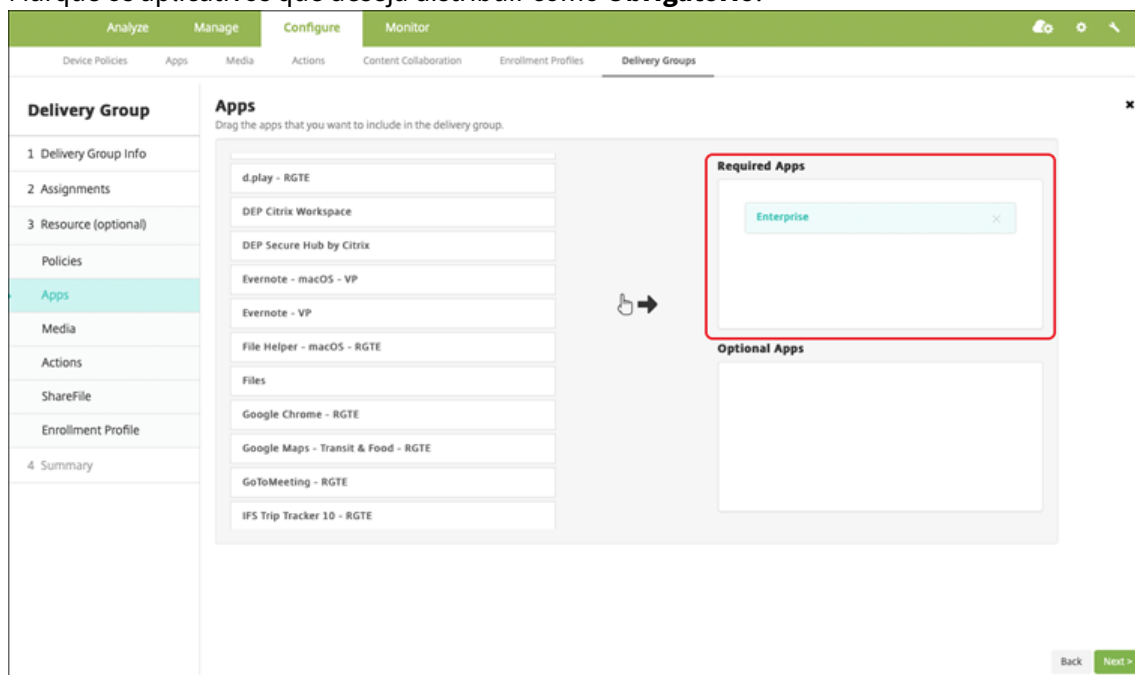 Marque os aplicativos que deseja distribuir como Obrigatório.
Analyze Manage Configure Monitor
Device Policies Apps Media Actions Content Collaboration Enrollment Profiles Delivery Groups
Delivery Group
1 Delivery Group Info
2 Assignments
3 Resource (optional)
Policies
Apps
Media
Actions
ShareFile
Enrollment Profile
4 Summary
Apps
Drag the apps that you want to include in the delivery group.
d.play - RGTE
DEP Citrix Workspace
DEP Secure Hub by Citrix
Evernote - macOS - VP
Evernote - VP
File Helper - macOS - RGTE
Files
Google Chrome - RGTE
Google Maps - Transit & Food - RGTE
GoToMeeting - RGTE
IFS Trip Tracker 10 - RGTE
Required Apps
Enterprise
Optional Apps
Back Next >